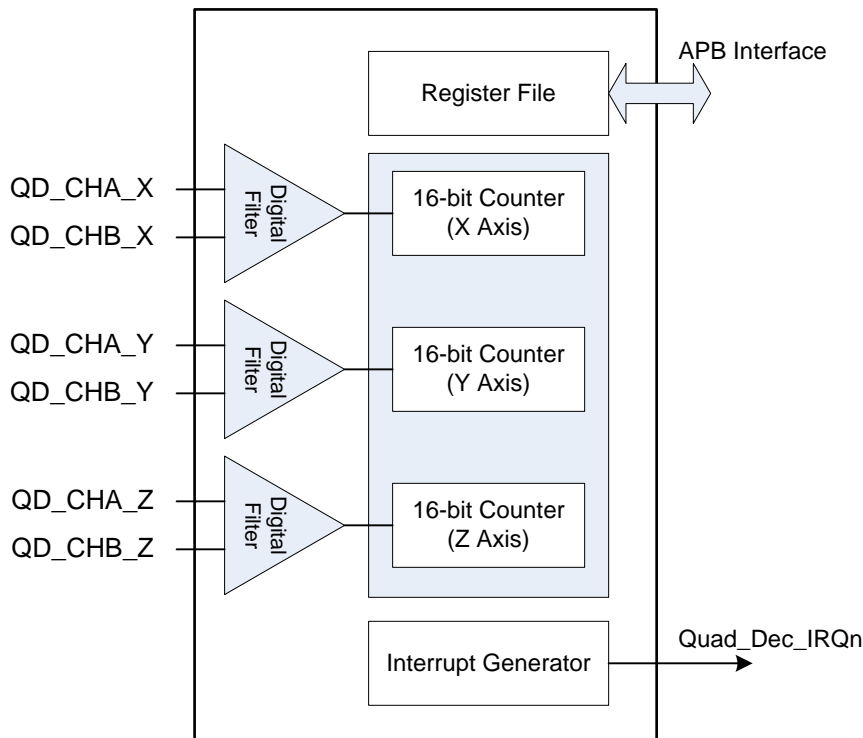 APB Interface
Register File
QD_CHA_X
QD_CHB_X
Digital
Filter
16-bit Counter
(X Axis)
QD_CHA_Y
QD_CHB_Y
Digital
Filter
16-bit Counter
(Y Axis)
QD_CHA_Z
QD_CHB_Z
Digital
Filter
16-bit Counter
(Z Axis)
Interrupt Generator
Quad_Dec_IRQn